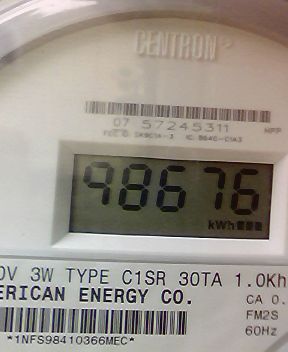 CENTRON®
07 57245311
98676
kWh
0V 3W TYPE C1SR 30TA 1.0Kh
ERICAN ENERGY CO.
CA 0.
FM2S
60Hz
*1NFS98410366MEC*